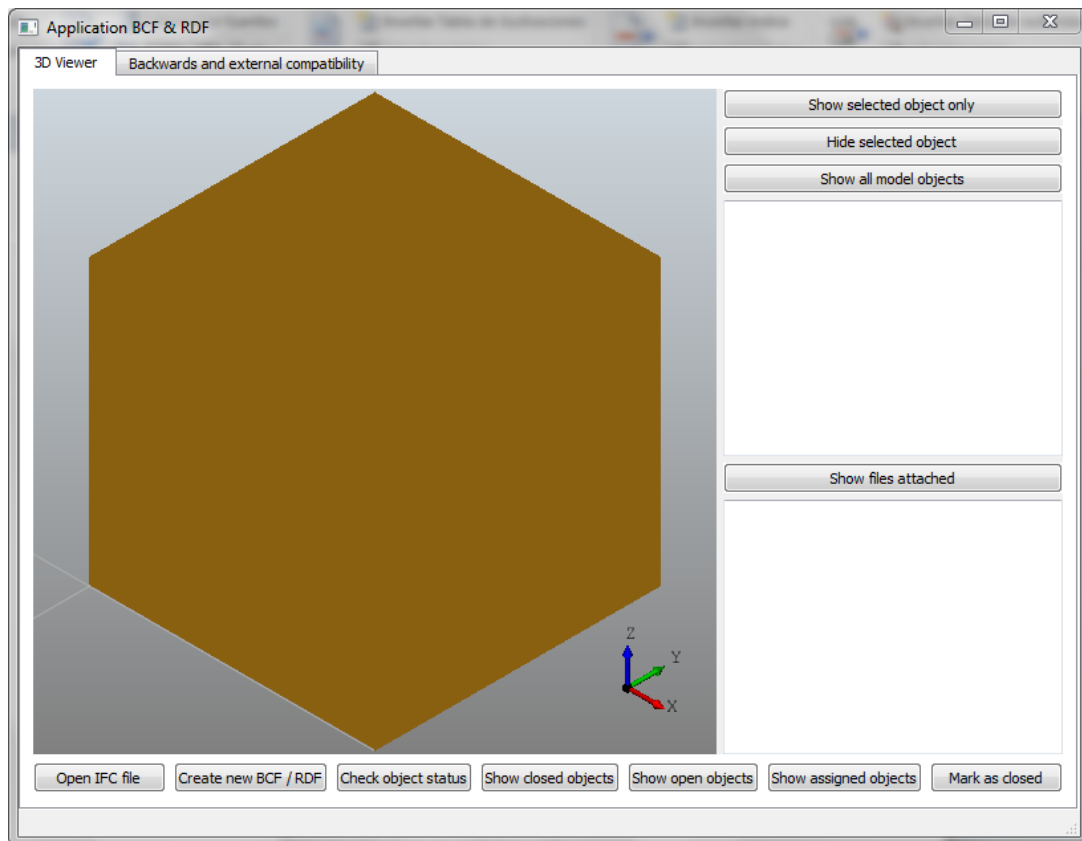 Application BCF & RDF
3D Viewer
Backwards and external compatibility
Show selected object only
Hide selected object
Show all model objects
Show files attached
Z
Y
X
Open IFC file
Create new BCF / RDF
Check object status
Show closed objects
Show open objects
Show assigned objects
Mark as closed